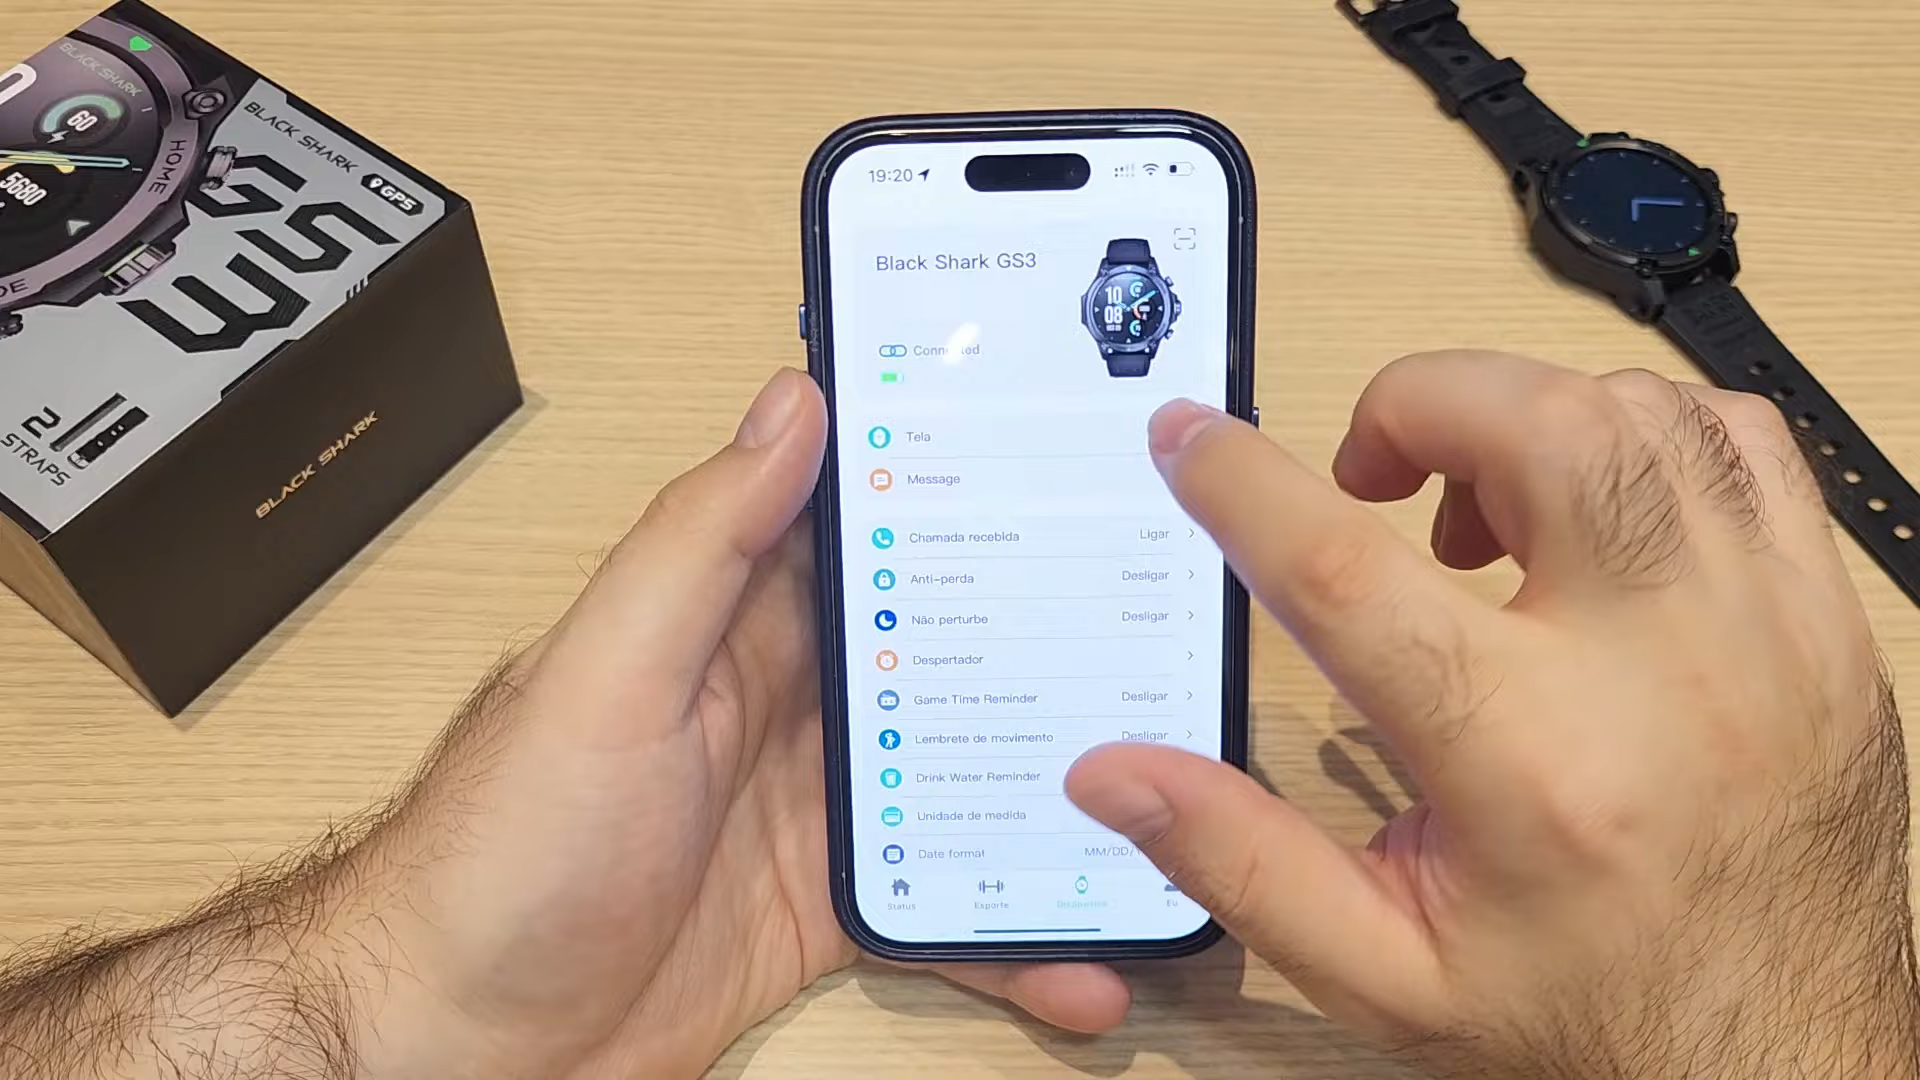 BLACK SHARK
60
5680
HOME
BLACK SHARK
GPS
GS3
2
STRAPS
BLACK SHARK
19:20
Black Shark GS3
10
08
Tela
Message
Chamada recebida Ligar
Anti-perda Desligar
Não perturbe Desligar
Despertador
Game Time Reminder Desligar
Lembrete de movimento Desligar
Drink Water Reminder
Unidade de medida
Date format MM/DD/
Status Esporte Eu